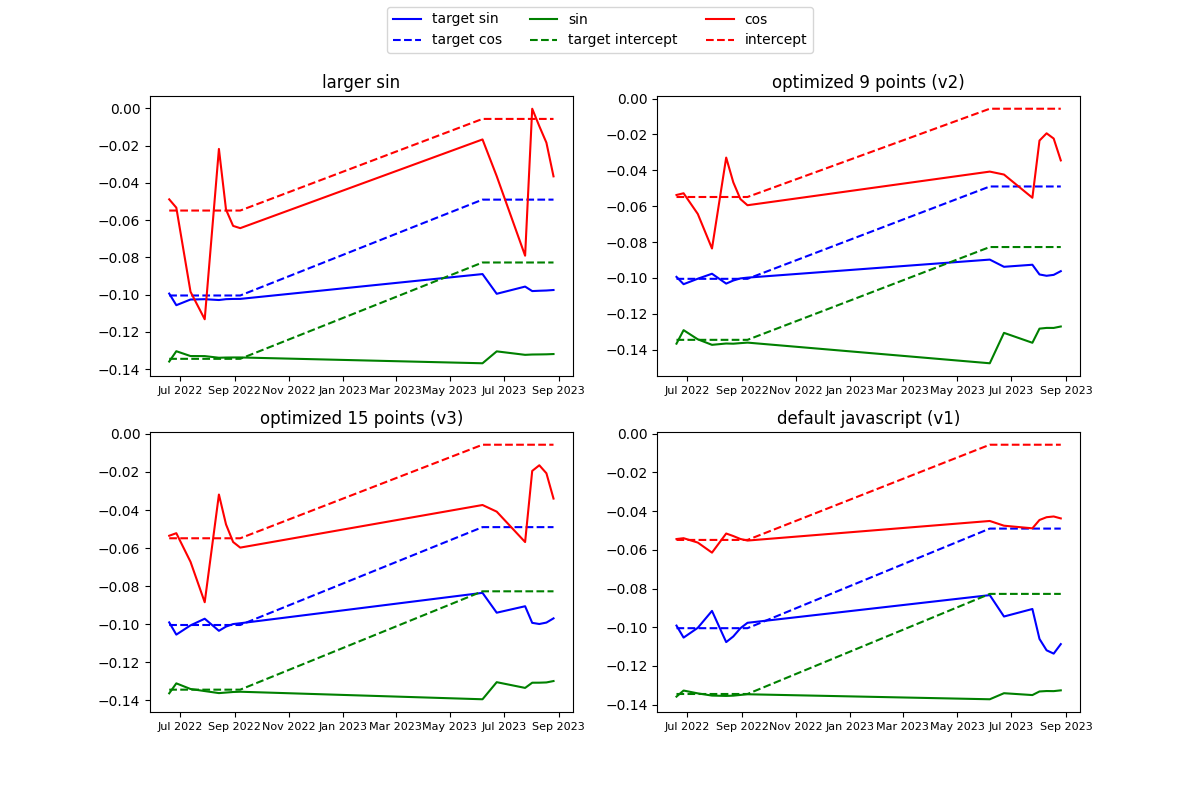 target sin
sin
cos
target cos
target intercept
intercept
larger sin
0.00
−0.02
−0.04
−0.06
−0.08
−0.10
−0.12
−0.14
Jul 2022 Sep 2022 Nov 2022 Jan 2023 Mar 2023 May 2023 Jul 2023 Sep 2023
optimized 9 points (v2)
0.00
−0.02
−0.04
−0.06
−0.08
−0.10
−0.12
−0.14
Jul 2022 Sep 2022 Nov 2022 Jan 2023 Mar 2023 May 2023 Jul 2023 Sep 2023
optimized 15 points (v3)
0.00
−0.02
−0.04
−0.06
−0.08
−0.10
−0.12
−0.14
Jul 2022 Sep 2022 Nov 2022 Jan 2023 Mar 2023 May 2023 Jul 2023 Sep 2023
default javascript (v1)
0.00
−0.02
−0.04
−0.06
−0.08
−0.10
−0.12
−0.14
Jul 2022 Sep 2022 Nov 2022 Jan 2023 Mar 2023 May 2023 Jul 2023 Sep 2023